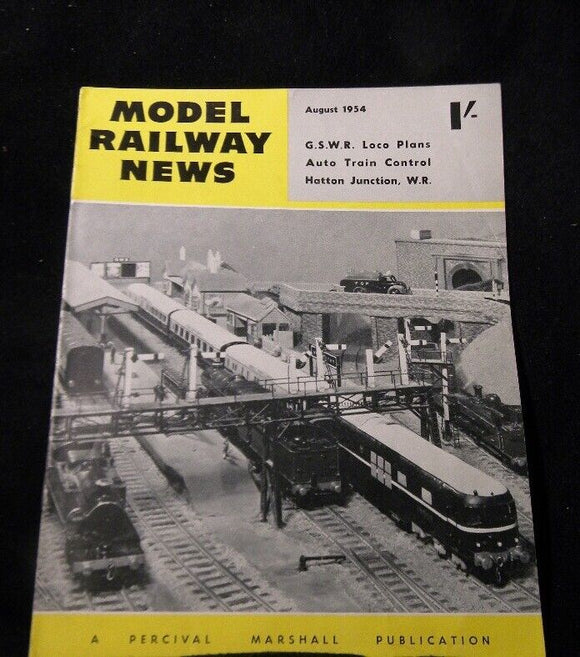 MODEL
RAILWAY
NEWS
August 1954
1/-
G.S.W.R. Loco Plans
Auto Train Control
Hatton Junction, W.R.
A PERCIVAL MARSHALL PUBLICATION